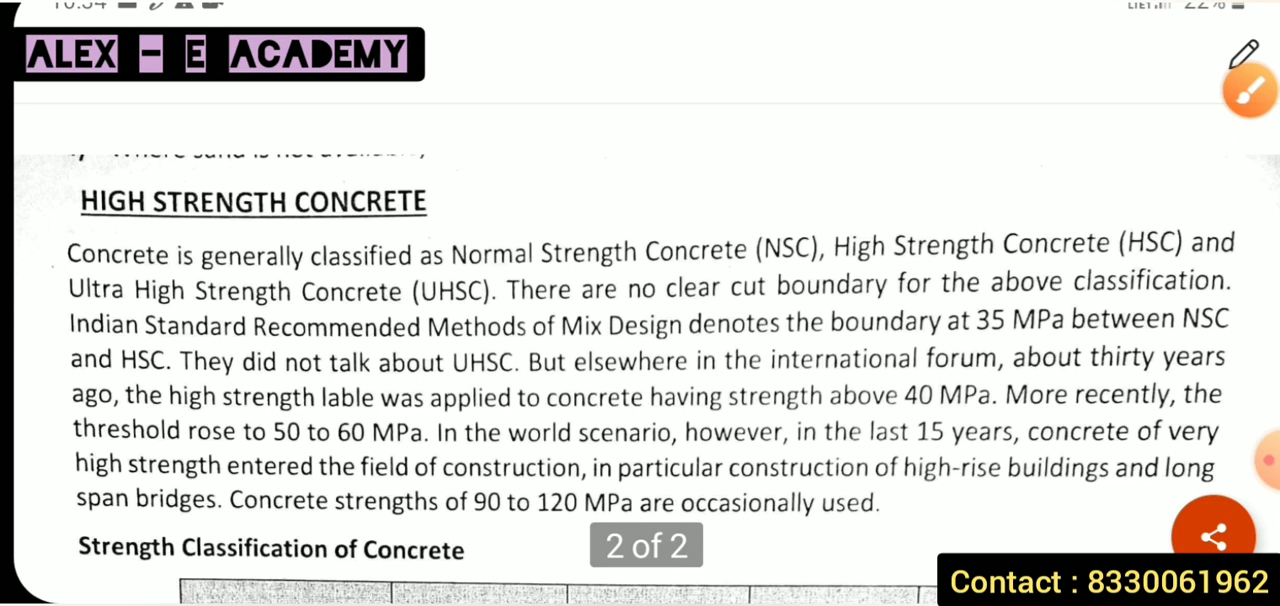 ALEX - E ACADEMY
HIGH STRENGTH CONCRETE
Concrete is generally classified as Normal Strength Concrete (NSC), High Strength Concrete (HSC) and
Ultra High Strength Concrete (UHSC). There are no clear cut boundary for the above classification.
Indian Standard Recommended Methods of Mix Design denotes the boundary at 35 MPa between NSC
and HSC. They did not talk about UHSC. But elsewhere in the international forum, about thirty years
ago, the high strength lable was applied to concrete having strength above 40 MPa. More recently, the
threshold rose to 50 to 60 MPa. In the world scenario, however, in the last 15 years, concrete of very
high strength entered the field of construction, in particular construction of high-rise buildings and long
span bridges. Concrete strengths of 90 to 120 MPa are occasionally used.
Strength Classification of Concrete
2 of 2
Contact : 8330061962